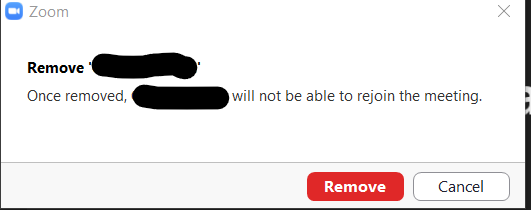 Zoom
Remove ' '
Once removed, will not be able to rejoin the meeting.
Remove Cancel